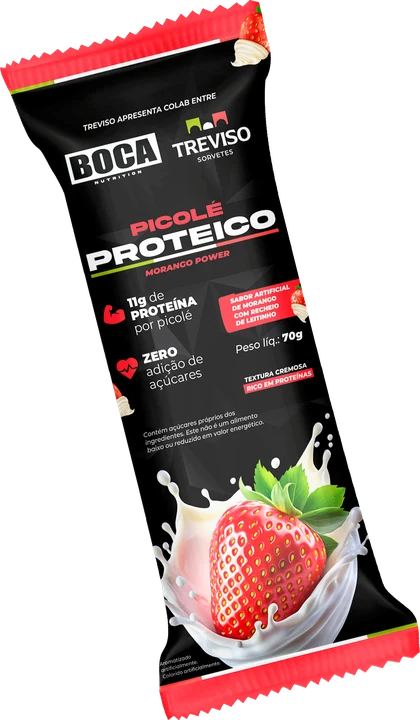 TREVISO APRESENTA COLAB ENTRE
BOCA
NUTRITION
TREVISO
SORVETES
PICOLÉ
PROTEICO
MORANGO POWER
11g de
PROTEÍNA
por picolé
SABOR ARTIFICIAL
DE MORANGO
COM RECHEIO
DE LEITINHO
ZERO
adição de
açúcares
Peso líq.: 70g
TEXTURA CREMOSA
RICO EM PROTEÍNAS
Contém açúcares próprios dos
ingredientes. Este não é um alimento
baixo ou reduzido em valor energético.
Aromatizado
artificialmente.
Colorido artificialmente.